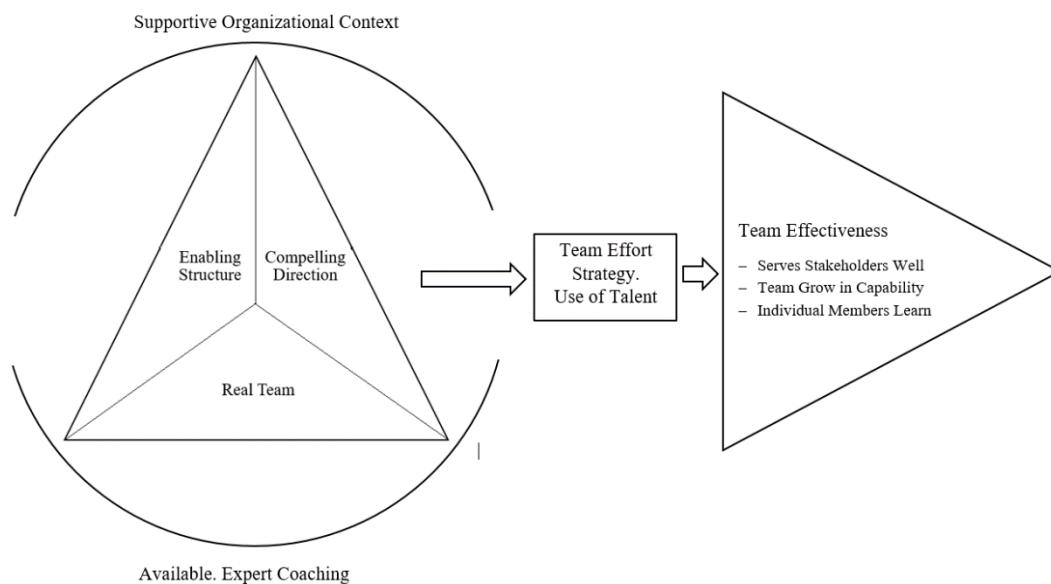 Supportive Organizational Context
Enabling
Structure
Compelling
Direction
Real Team
Available. Expert Coaching
Team Effort
Strategy.
Use of Talent
Team Effectiveness
– Serves Stakeholders Well
– Team Grow in Capability
– Individual Members Learn